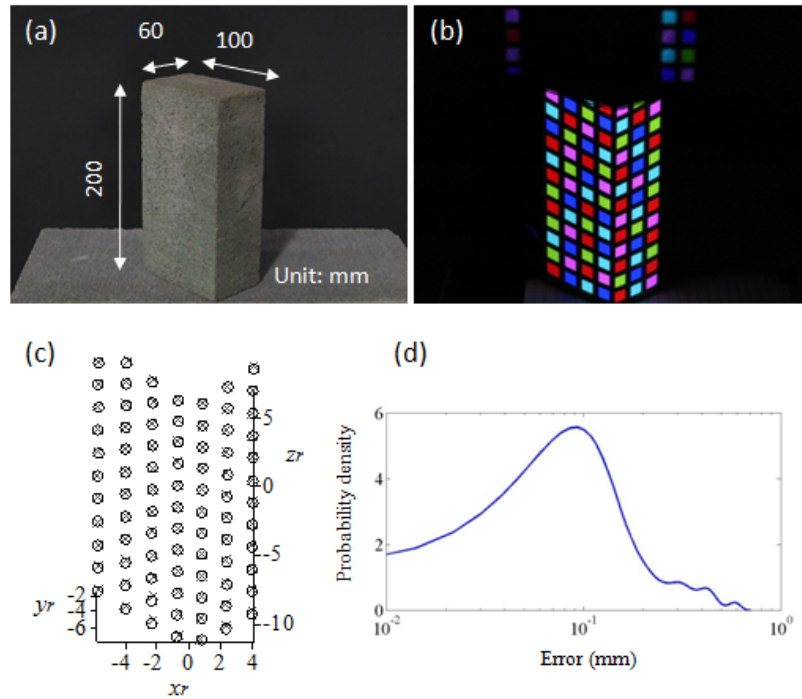 (a)
60
100
200
Unit: mm
(b)
(c)
5
zr
0
-5
-10
yr
-2
-4
-6
-4
-2
0
2
4
xr
(d)
Probability density
6
4
2
0
10^-2
10^-1
10^0
Error (mm)